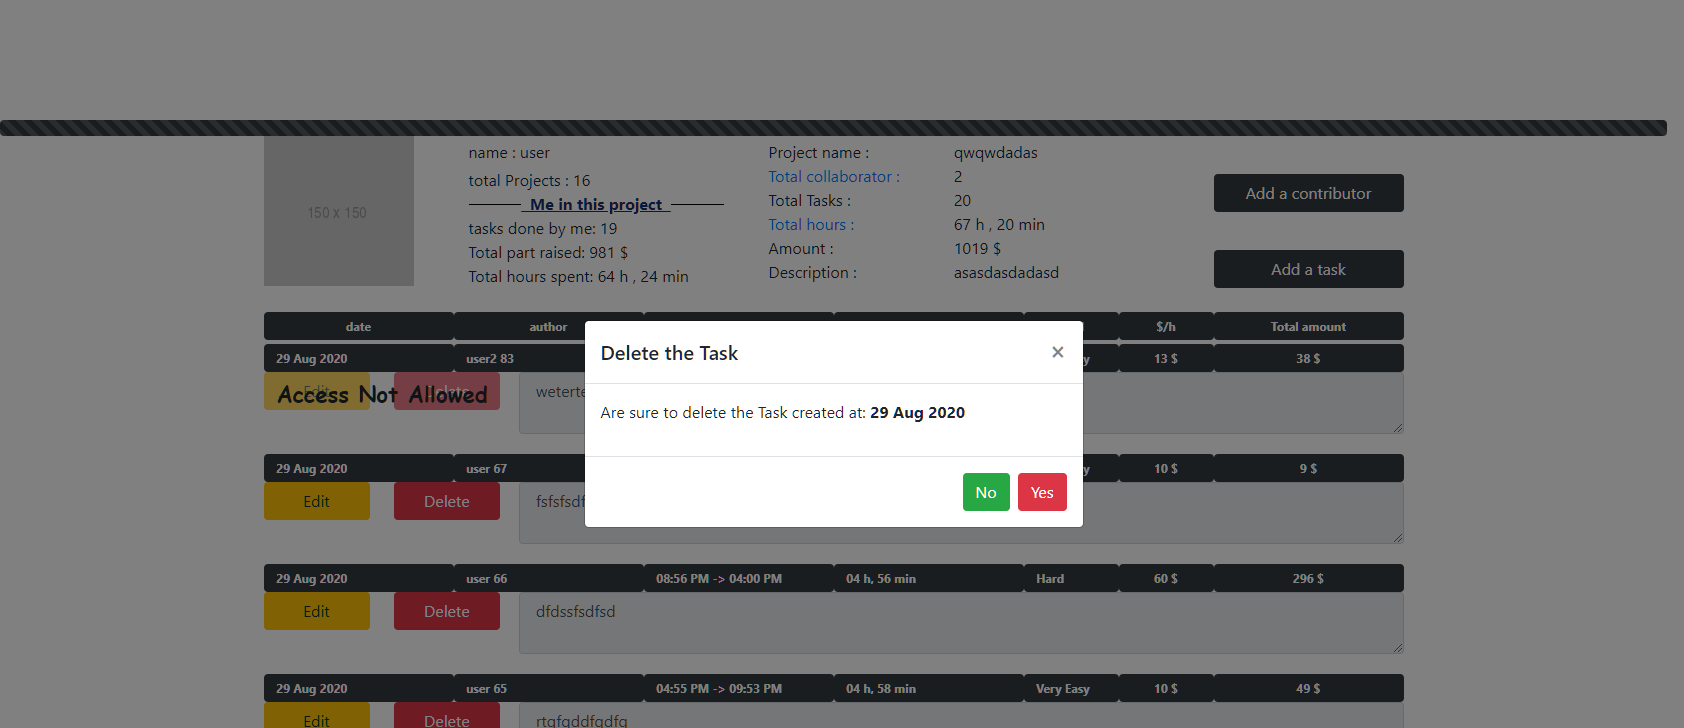 150 x 150
name : user
total Projects : 16
Me in this project
tasks done by me: 19
Total part raised: 981 $
Total hours spent: 64 h , 24 min
Project name : qwqwdadas
Total collaborator : 2
Total Tasks : 20
Total hours : 67 h , 20 min
Amount : 1019 $
Description : asasdasdadasd
Add a contributor
Add a task
date author $/h Total amount
29 Aug 2020 user2 83 13 $ 38 $
Edit Delete
Access Not Allowed
Delete the Task ×
Are sure to delete the Task created at: 29 Aug 2020
No Yes
29 Aug 2020 user 67 10 $ 9 $
Edit Delete
29 Aug 2020 user 66 08:56 PM -> 04:00 PM 04 h, 56 min Hard 60 $ 296 $
Edit Delete dfdssfsdfsd
29 Aug 2020 user 65 04:55 PM -> 09:53 PM 04 h, 58 min Very Easy 10 $ 49 $
Edit Delete rtgfgddfgdfg